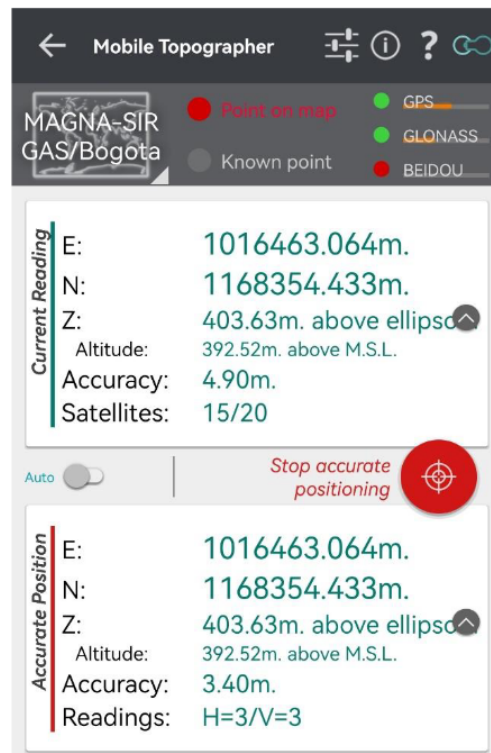 Mobile Topographer ?
MAGNA-SIR
GAS/Bogota
Point on map
Known point
GPS
GLONASS
BEIDOU
Current Reading
E: 1016463.064m.
N: 1168354.433m.
Z: 403.63m. above ellipso
Altitude: 392.52m. above M.S.L.
Accuracy: 4.90m.
Satellites: 15/20
Auto
Stop accurate
positioning
Accurate Position
E: 1016463.064m.
N: 1168354.433m.
Z: 403.63m. above ellipso
Altitude: 392.52m. above M.S.L.
Accuracy: 3.40m.
Readings: H=3/V=3